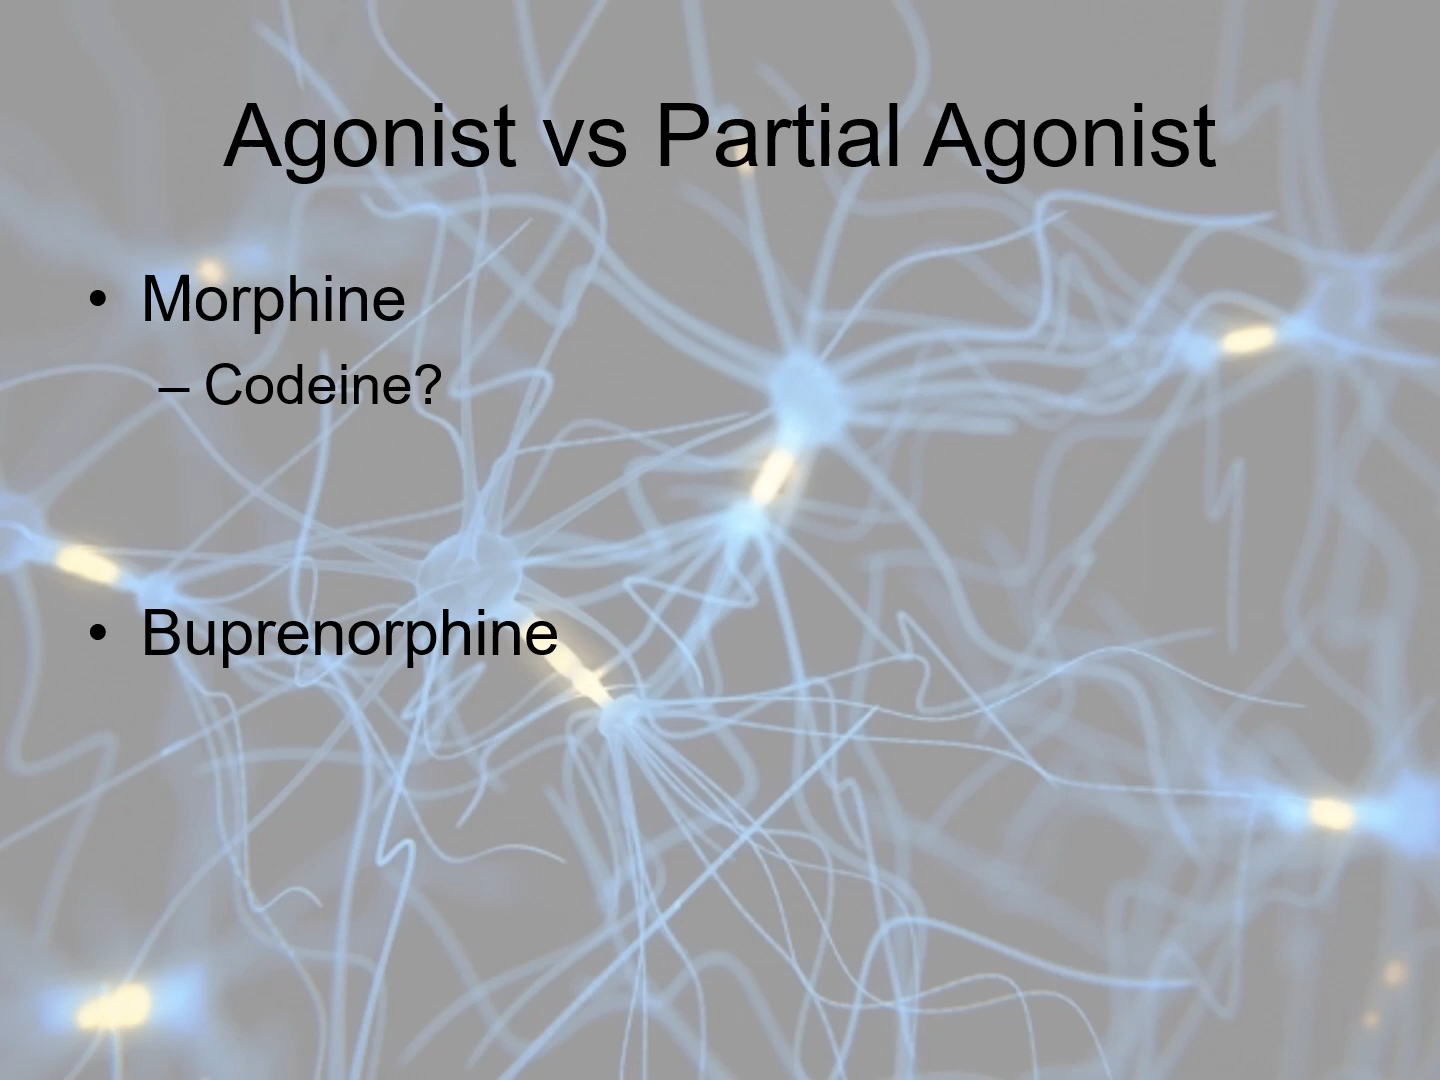 Agonist vs Partial Agonist
• Morphine
– Codeine?
• Buprenorphine